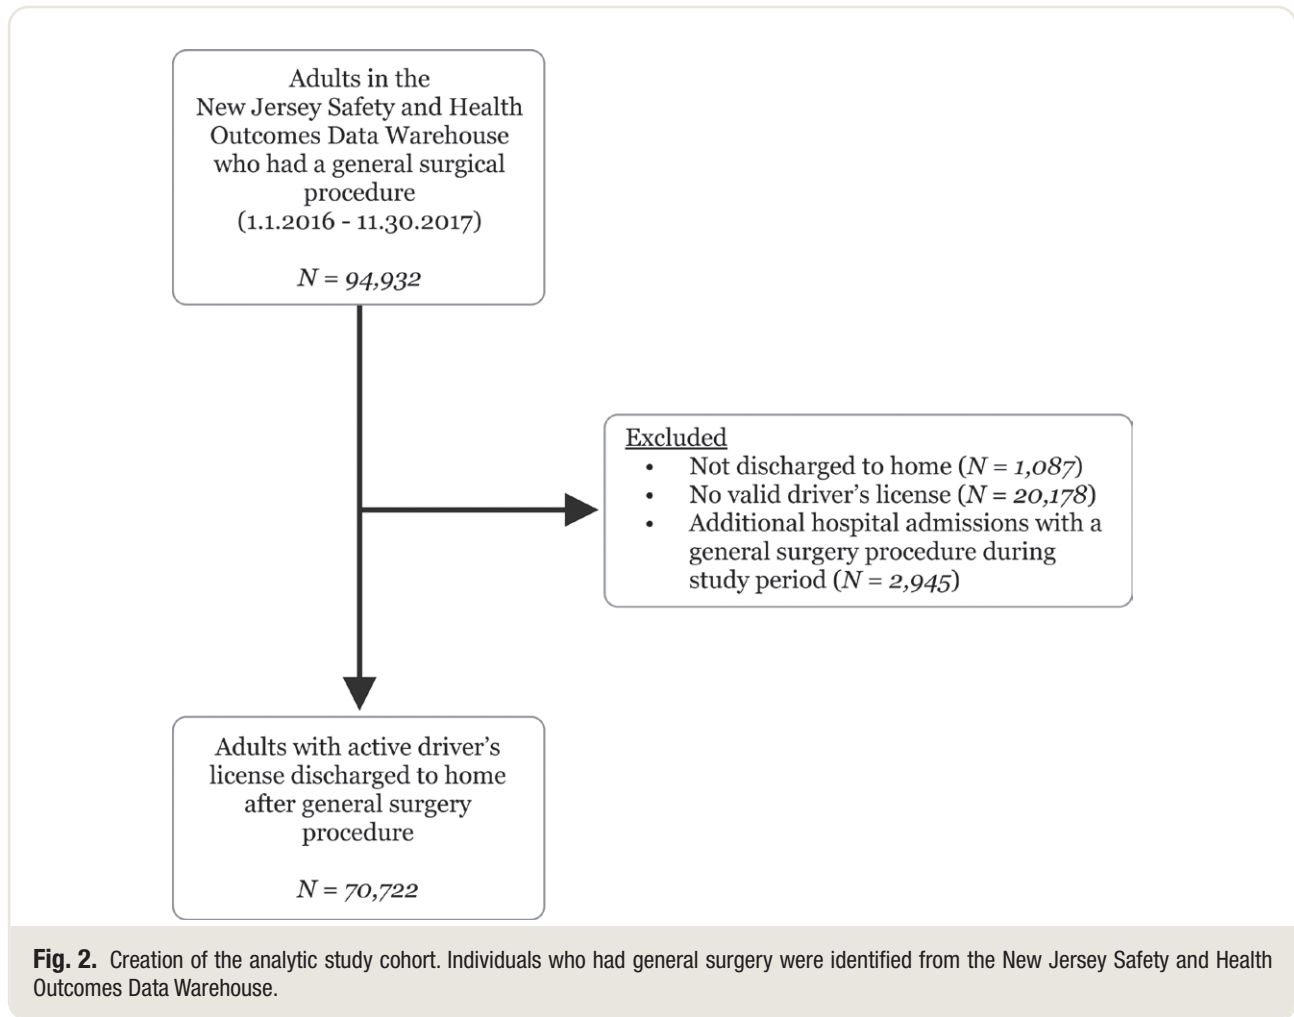 Adults in the
New Jersey Safety and Health
Outcomes Data Warehouse
who had a general surgical
procedure
(1.1.2016 - 11.30.2017)
N = 94,932
Excluded
• Not discharged to home (N = 1,087)
• No valid driver's license (N = 20,178)
• Additional hospital admissions with a
general surgery procedure during
study period (N = 2,945)
Adults with active driver's
license discharged to home
after general surgery
procedure
N = 70,722
Fig. 2. Creation of the analytic study cohort. Individuals who had general surgery were identified from the New Jersey Safety and Health
Outcomes Data Warehouse.